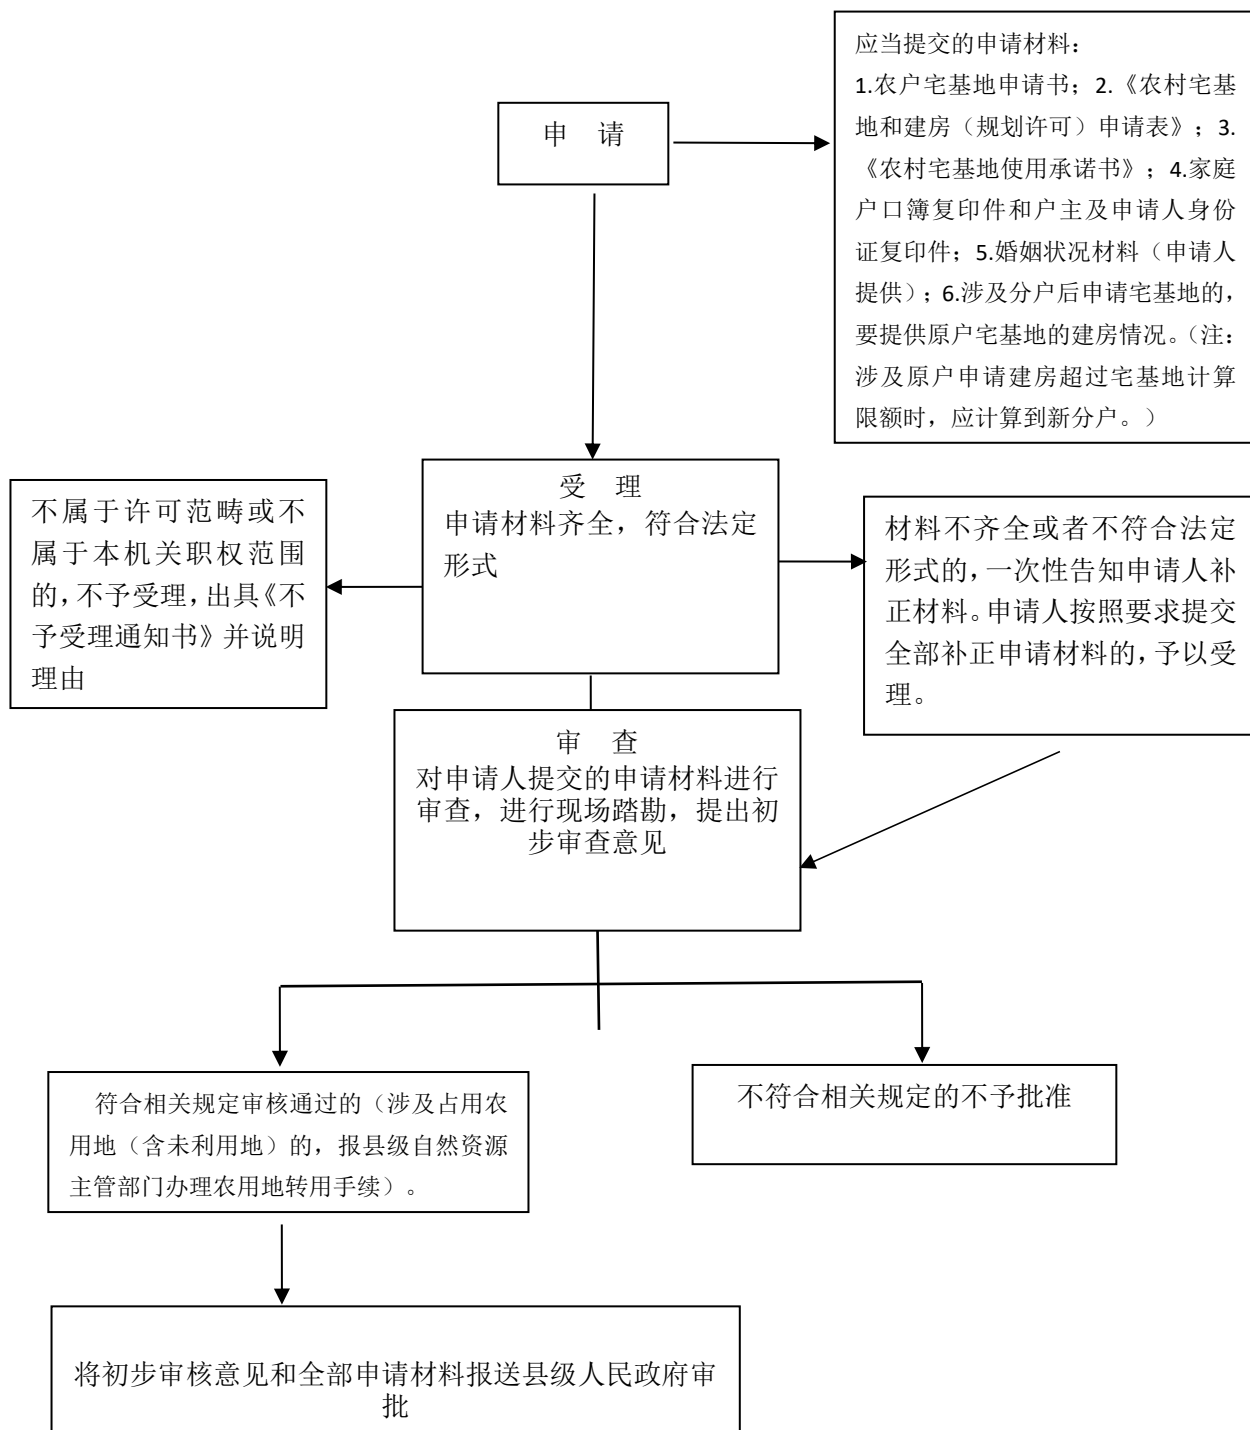 申 请
应当提交的申请材料：
1.农户宅基地申请书；2.《农村宅基
地和建房（规划许可）申请表》；3.
《农村宅基地使用承诺书》；4.家庭
户口簿复印件和户主及申请人身份
证复印件；5.婚姻状况材料（申请人
提供）；6.涉及分户后申请宅基地的，
要提供原户宅基地的建房情况。（注：
涉及原户申请建房超过宅基地计算
限额时，应计算到新分户。）
受 理
申请材料齐全，符合法定
形式
不属于许可范畴或不
属于本机关职权范围
的，不予受理，出具《不
予受理通知书》并说明
理由
材料不齐全或者不符合法定
形式的，一次性告知申请人补
正材料。申请人按照要求提交
全部补正申请材料的，予以受
理。
审 查
对申请人提交的申请材料进行
审查，进行现场踏勘，提出初
步审查意见
符合相关规定审核通过的（涉及占用农
用地（含未利用地）的，报县级自然资源
主管部门办理农用地转用手续）。
不符合相关规定的不予批准
将初步审核意见和全部申请材料报送县级人民政府审
批